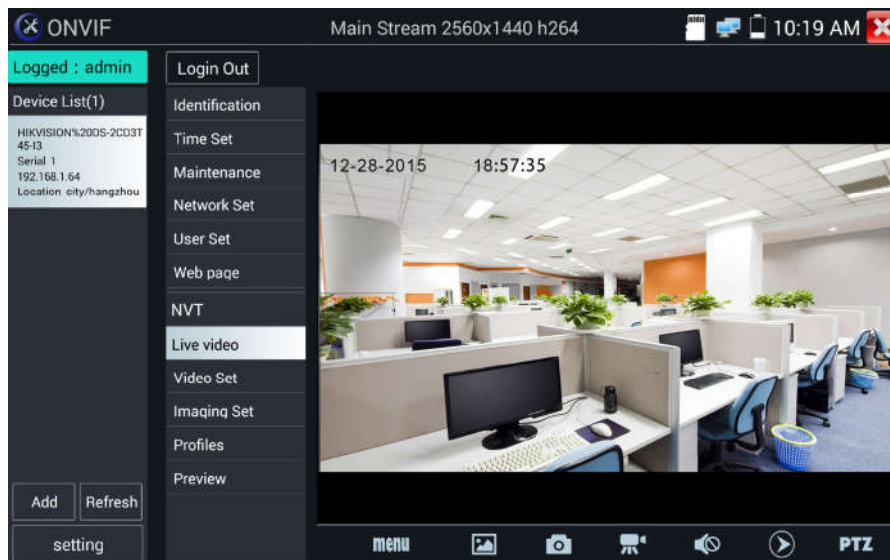 ONVIF
Main Stream 2560x1440 h264
10:19 AM
Logged : admin
Login Out
Device List(1)
HIKVISION%20DS-2CD3T
45-I3
Serial 1
192.168.1.64
Location city/hangzhou
Identification
Time Set
Maintenance
Network Set
User Set
Web page
NVT
Live video
Video Set
Imaging Set
Profiles
Preview
12-28-2015 18:57:35
Add
Refresh
setting
menu
PTZ